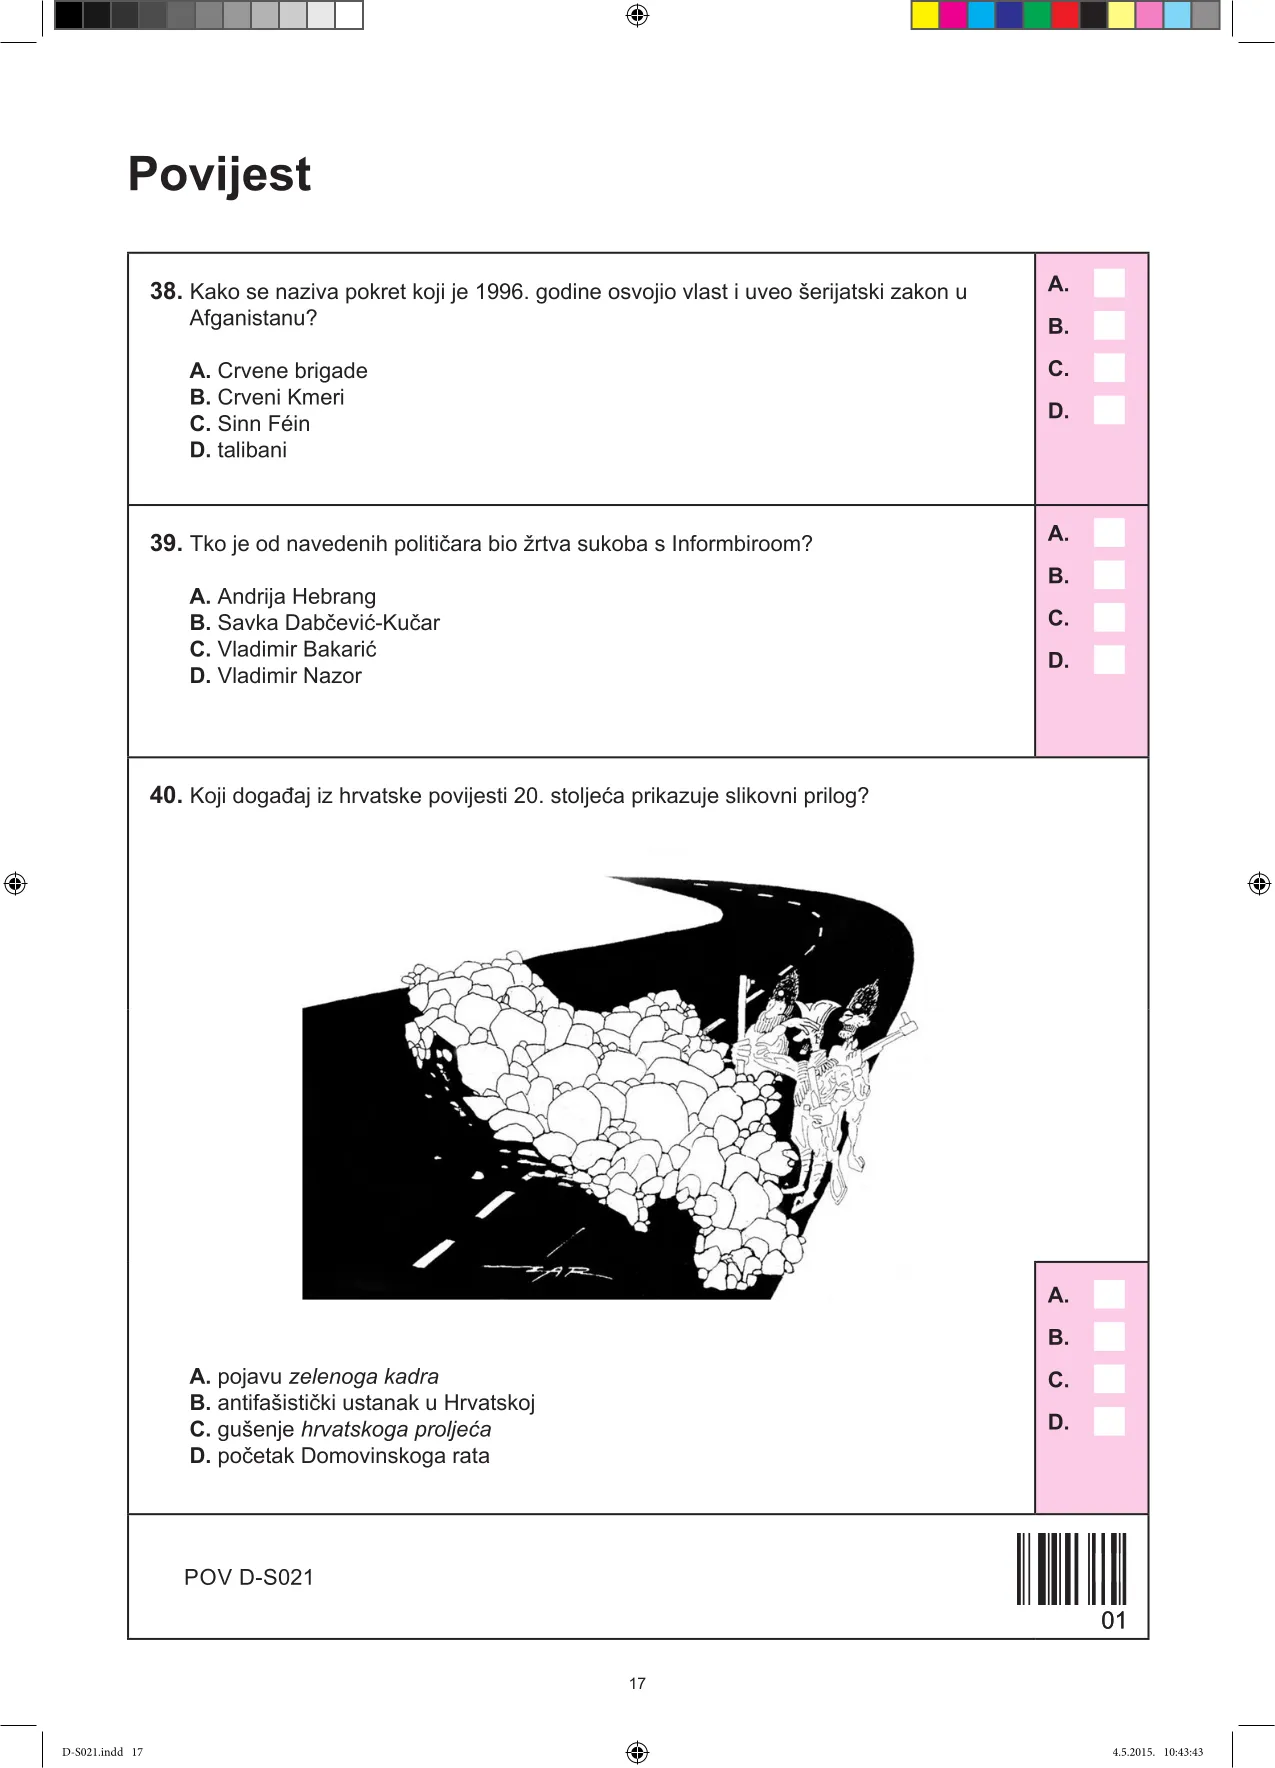 Povijest
38. Kako se naziva pokret koji je 1996. godine osvojio vlast i uveo šerijatski zakon u
Afganistanu?
A. Crvene brigade
B. Crveni Kmeri
C. Sinn Féin
D. talibani
A.
B.
C.
D.
39. Tko je od navedenih političara bio žrtva sukoba s Informbiroom?
A. Andrija Hebrang
B. Savka Dabčević-Kučar
C. Vladimir Bakarić
D. Vladimir Nazor
A.
B.
C.
D.
40. Koji događaj iz hrvatske povijesti 20. stoljeća prikazuje slikovni prilog?
A. pojavu zelenoga kadra
B. antifašistički ustanak u Hrvatskoj
C. gušenje hrvatskoga proljeća
D. početak Domovinskoga rata
A.
B.
C.
D.
POV D-S021
01
17
D-S021.indd 17
4.5.2015. 10:43:43